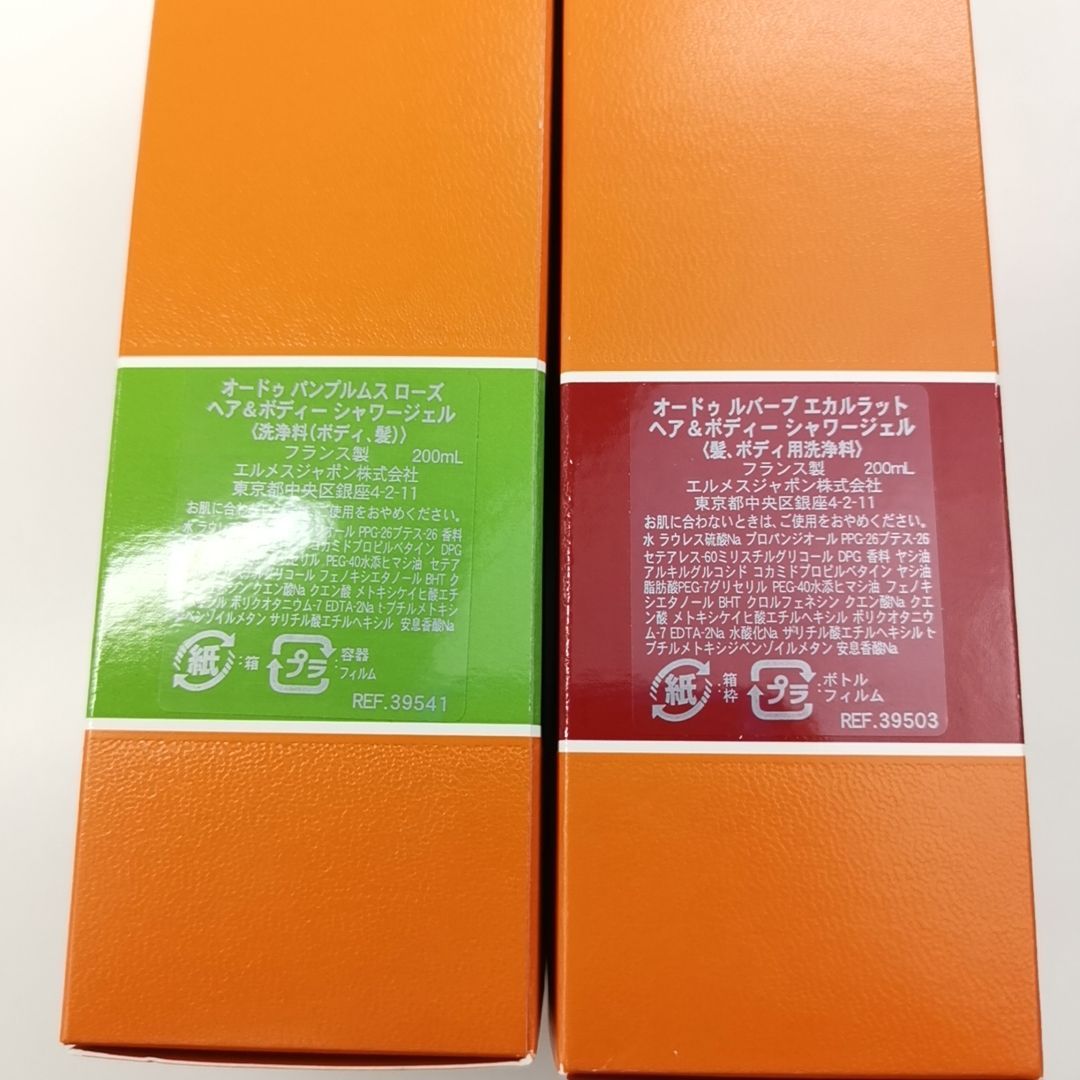 オードゥ パンプルムス ローズ
ヘア&ボディー シャワージェル
〈洗浄料(ボディ、髪)〉
フランス製 200mL
エルメスジャポン株式会社
東京都中央区銀座4-2-11
お肌に合わないときは、ご使用をおやめください。
水 ラウレス オール PPG-26ブテス-26 香料
コカミドプロピルベタイン DPG
セリル PEG-40水添ヒマシ油 セテア
グリコール フェノキシエタノール BHT ク
シン クエン酸Na クエン酸 メトキシケイヒ酸エチ
ポリクオタニウム-7 EDTA-2Na t-ブチルメトキシ
ベンゾイルメタン サリチル酸エチルヘキシル 安息香酸Na
紙 :箱 プラ :容器
フィルム
REF.39541
オードゥ ルバーブ エカルラット
ヘア&ボディー シャワージェル
〈髪、ボディ用洗浄料〉
フランス製 200mL
エルメスジャポン株式会社
東京都中央区銀座4-2-11
お肌に合わないときは、ご使用をおやめください。
水 ラウレス硫酸Na プロパンジオール PPG-26ブテス-26
セテアレス-60ミリスチルグリコール DPG 香料 ヤシ油
アルキルグルコシド コカミドプロピルベタイン ヤシ油
脂肪酸PEG-7グリセリル PEG-40水添ヒマシ油 フェノキ
シエタノール BHT クロルフェネシン クエン酸Na クエ
ン酸 メトキシケイヒ酸エチルヘキシル ポリクオタニウ
ム-7 EDTA-2Na 水酸化Na サリチル酸エチルヘキシル t-
ブチルメトキシジベンゾイルメタン 安息香酸Na
紙 :箱 プラ :ボトル
枠 フィルム
REF.39503